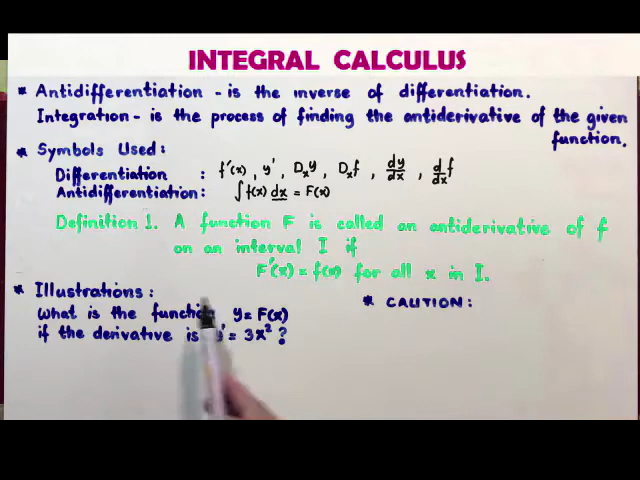 INTEGRAL CALCULUS
* Antidifferentiation - is the inverse of differentiation.
Integration - is the process of finding the antiderivative of the given
function.
* Symbols Used:
Differentiation : f'(x), y', Dₓy, Dₓf, dy/dx, d/dx f
Antidifferentiation : ∫f(x) dx = F(x)
Definition 1. A function F is called an antiderivative of f
on an interval I if
F'(x) = f(x) for all x in I.
* Illustrations:
What is the function y = F(x)
if the derivative is y' = 3x² ?
* CAUTION: